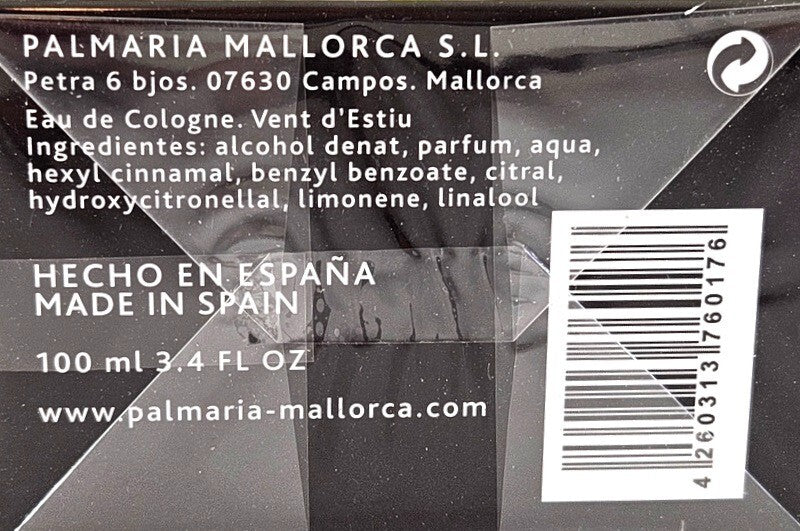 PALMARIA MALLORCA S.L.
Petra 6 bjos. 07630 Campos. Mallorca
Eau de Cologne. Vent d'Estiu
Ingredientes: alcohol denat, parfum, aqua,
hexyl cinnamal, benzyl benzoate, citral,
hydroxycitronellal, limonene, linalool
HECHO EN ESPAÑA
MADE IN SPAIN
100 ml 3.4 FL OZ
www.palmaria-mallorca.com
4 260313 760176